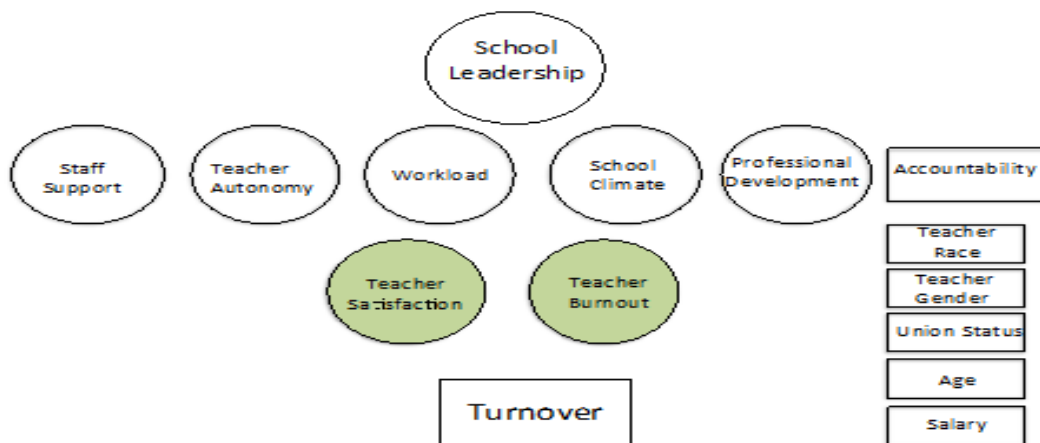 School
Leadership
Staff
Support
Teacher
Autonomy
Workload
School
Climate
Professional
Development
Accountability
Teacher
Race
Teacher
Satisfaction
Teacher
Burnout
Teacher
Gender
Union Status
Turnover
Age
Salary